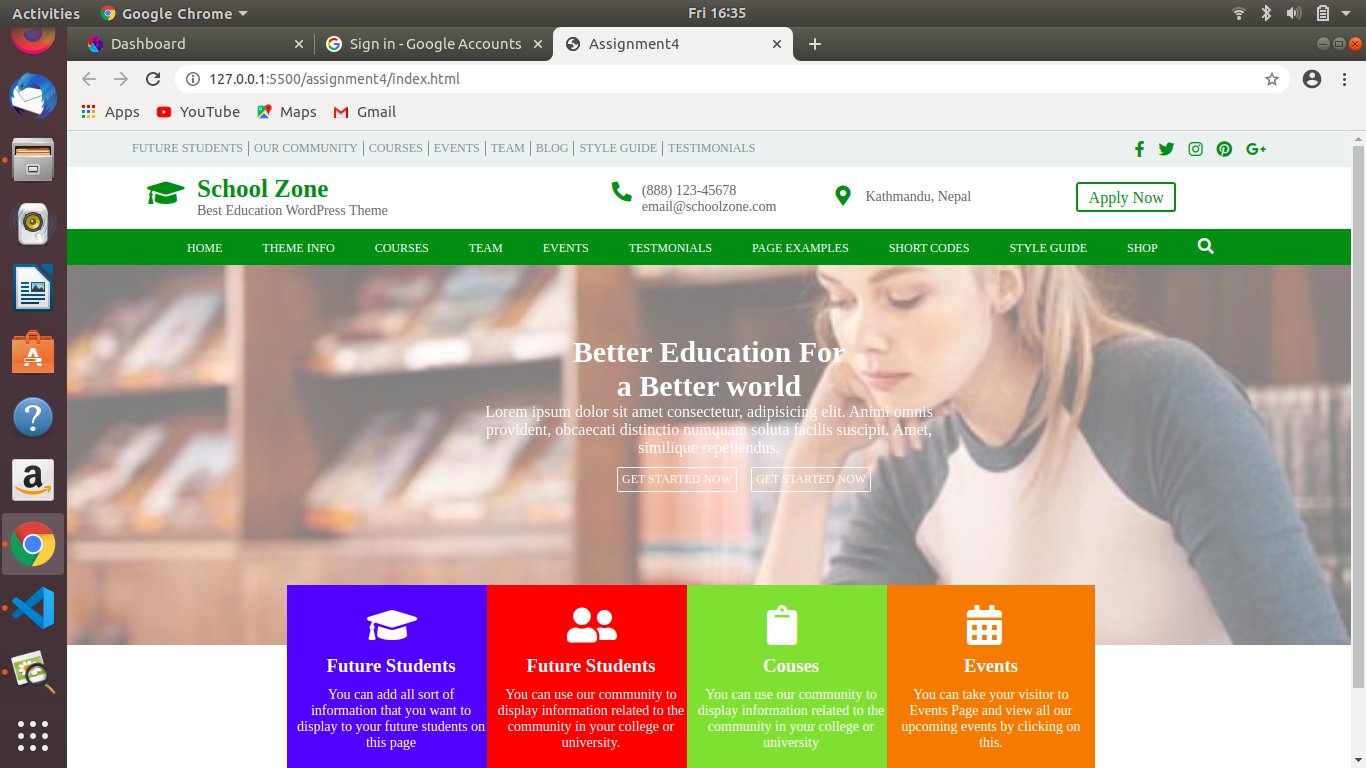 Activities Google Chrome Fri 16:35
Dashboard Sign in - Google Accounts Assignment4
127.0.0.1:5500/assignment4/index.html
Apps YouTube Maps Gmail
FUTURE STUDENTS OUR COMMUNITY COURSES EVENTS TEAM BLOG STYLE GUIDE TESTIMONIALS
School Zone
Best Education WordPress Theme
(888) 123-45678
email@schoolzone.com
Kathmandu, Nepal
Apply Now
HOME THEME INFO COURSES TEAM EVENTS TESTMONIALS PAGE EXAMPLES SHORT CODES STYLE GUIDE SHOP
Better Education For
a Better world
Lorem ipsum dolor sit amet consectetur, adipisicing elit. Animi omnis
provident, obcaecati distinctio numquam soluta facilis suscipit. Amet,
similique repellendus.
GET STARTED NOW GET STARTED NOW
Future Students
You can add all sort of
information that you want to
display to your future students on
this page
Future Students
You can use our community to
display information related to the
community in your college or
university.
Couses
You can use our community to
display information related to the
community in your college or
university
Events
You can take your visitor to
Events Page and view all our
upcoming events by clicking on
this.